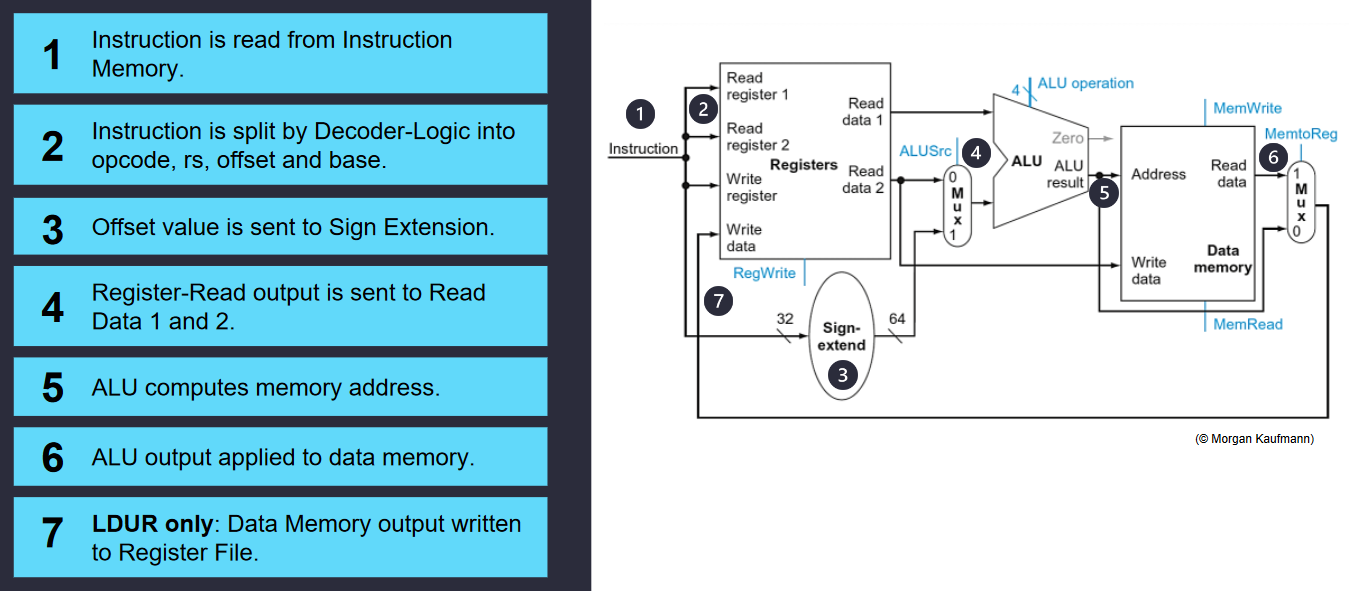 1
Instruction is read from Instruction
Memory.
2
Instruction is split by Decoder-Logic into
opcode, rs, offset and base.
3
Offset value is sent to Sign Extension.
4
Register-Read output is sent to Read
Data 1 and 2.
5
ALU computes memory address.
6
ALU output applied to data memory.
7
LDUR only: Data Memory output written
to Register File.
1
Instruction
2
Read
register 1
Read
register 2
Write
register
Write
data
Registers
Read
data 1
Read
data 2
RegWrite
7
32
Sign-
extend
3
64
ALUSrc
4
0
M
u
x
1
4
ALU operation
Zero
ALU
ALU
result
5
MemWrite
Address
Read
data
Write
data
Data
memory
MemRead
MemtoReg
6
1
M
u
x
0
(© Morgan Kaufmann)